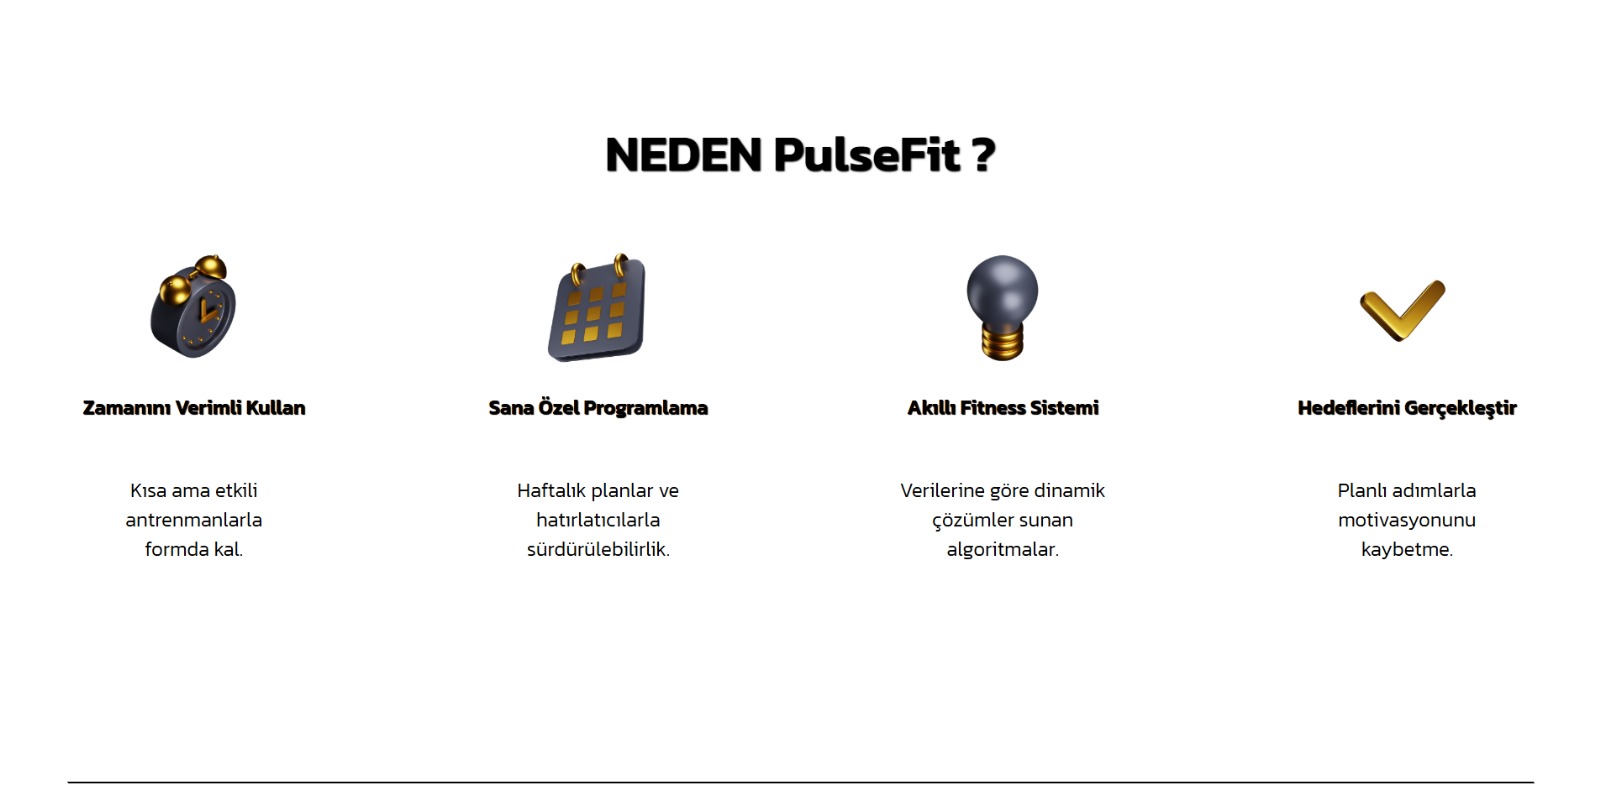 NEDEN PulseFit ?
Zamanını Verimli Kullan
Kısa ama etkili
antrenmanlarla
formda kal.
Sana Özel Programlama
Haftalık planlar ve
hatırlatıcılarla
sürdürülebilirlik.
Akıllı Fitness Sistemi
Verilerine göre dinamik
çözümler sunan
algoritmalar.
Hedeflerini Gerçekleştir
Planlı adımlarla
motivasyonunu
kaybetme.